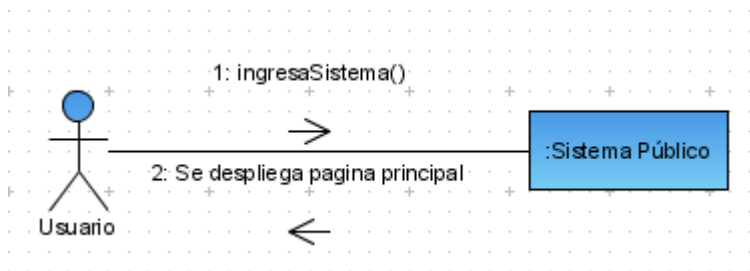 1: ingresaSistema()
:Sistema Público
2: Se despliega pagina principal
Usuario